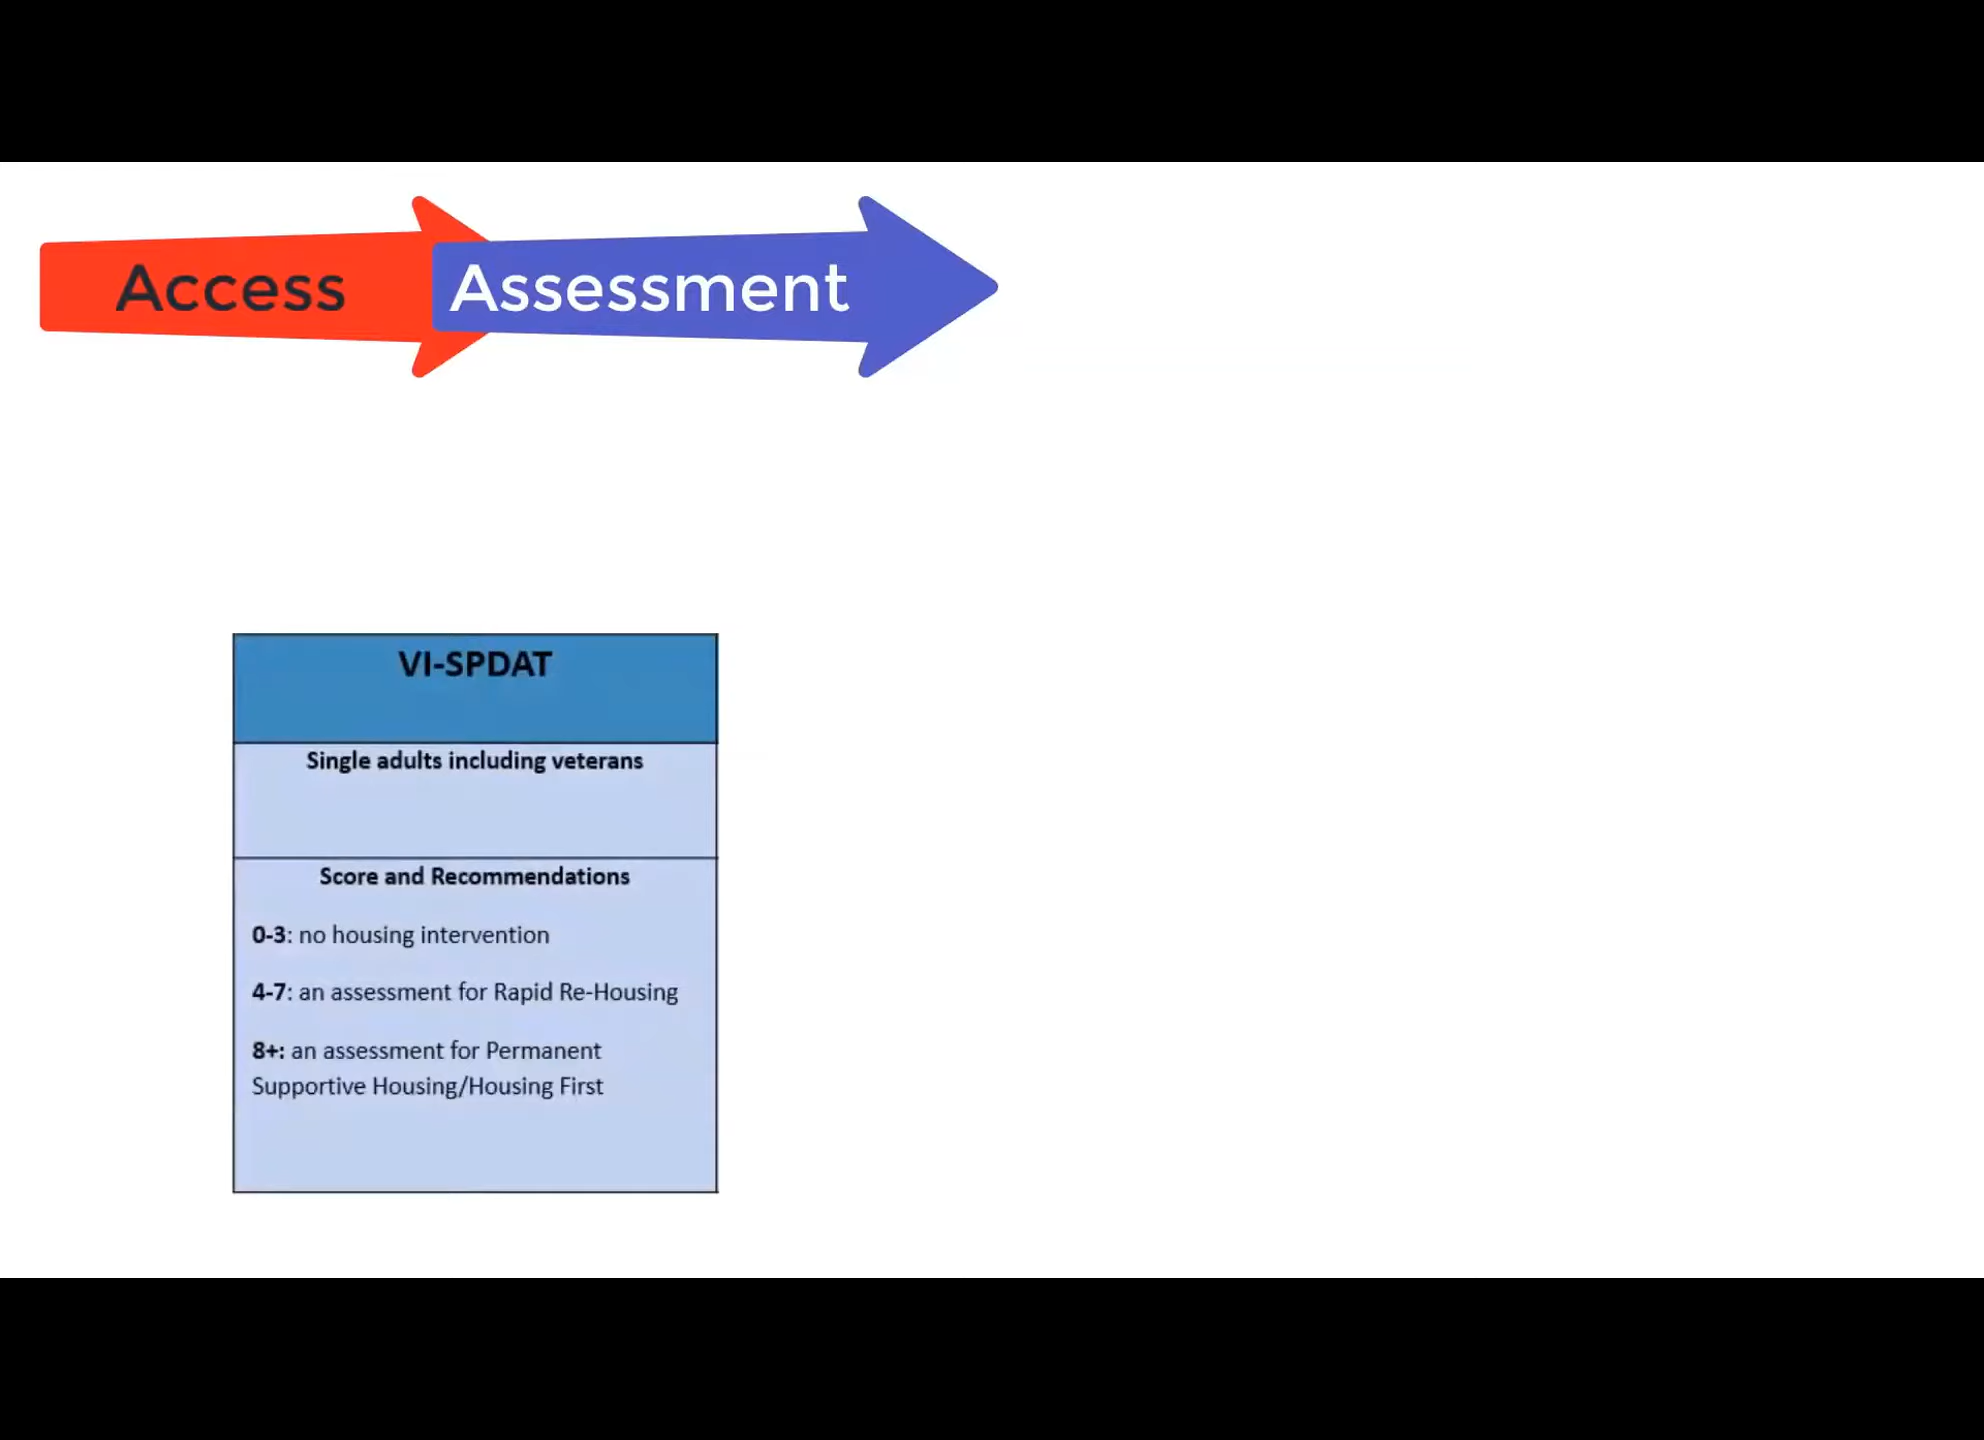 Access Assessment
VI-SPDAT
Single adults including veterans
Score and Recommendations
0-3: no housing intervention
4-7: an assessment for Rapid Re-Housing
8+: an assessment for Permanent
Supportive Housing/Housing First